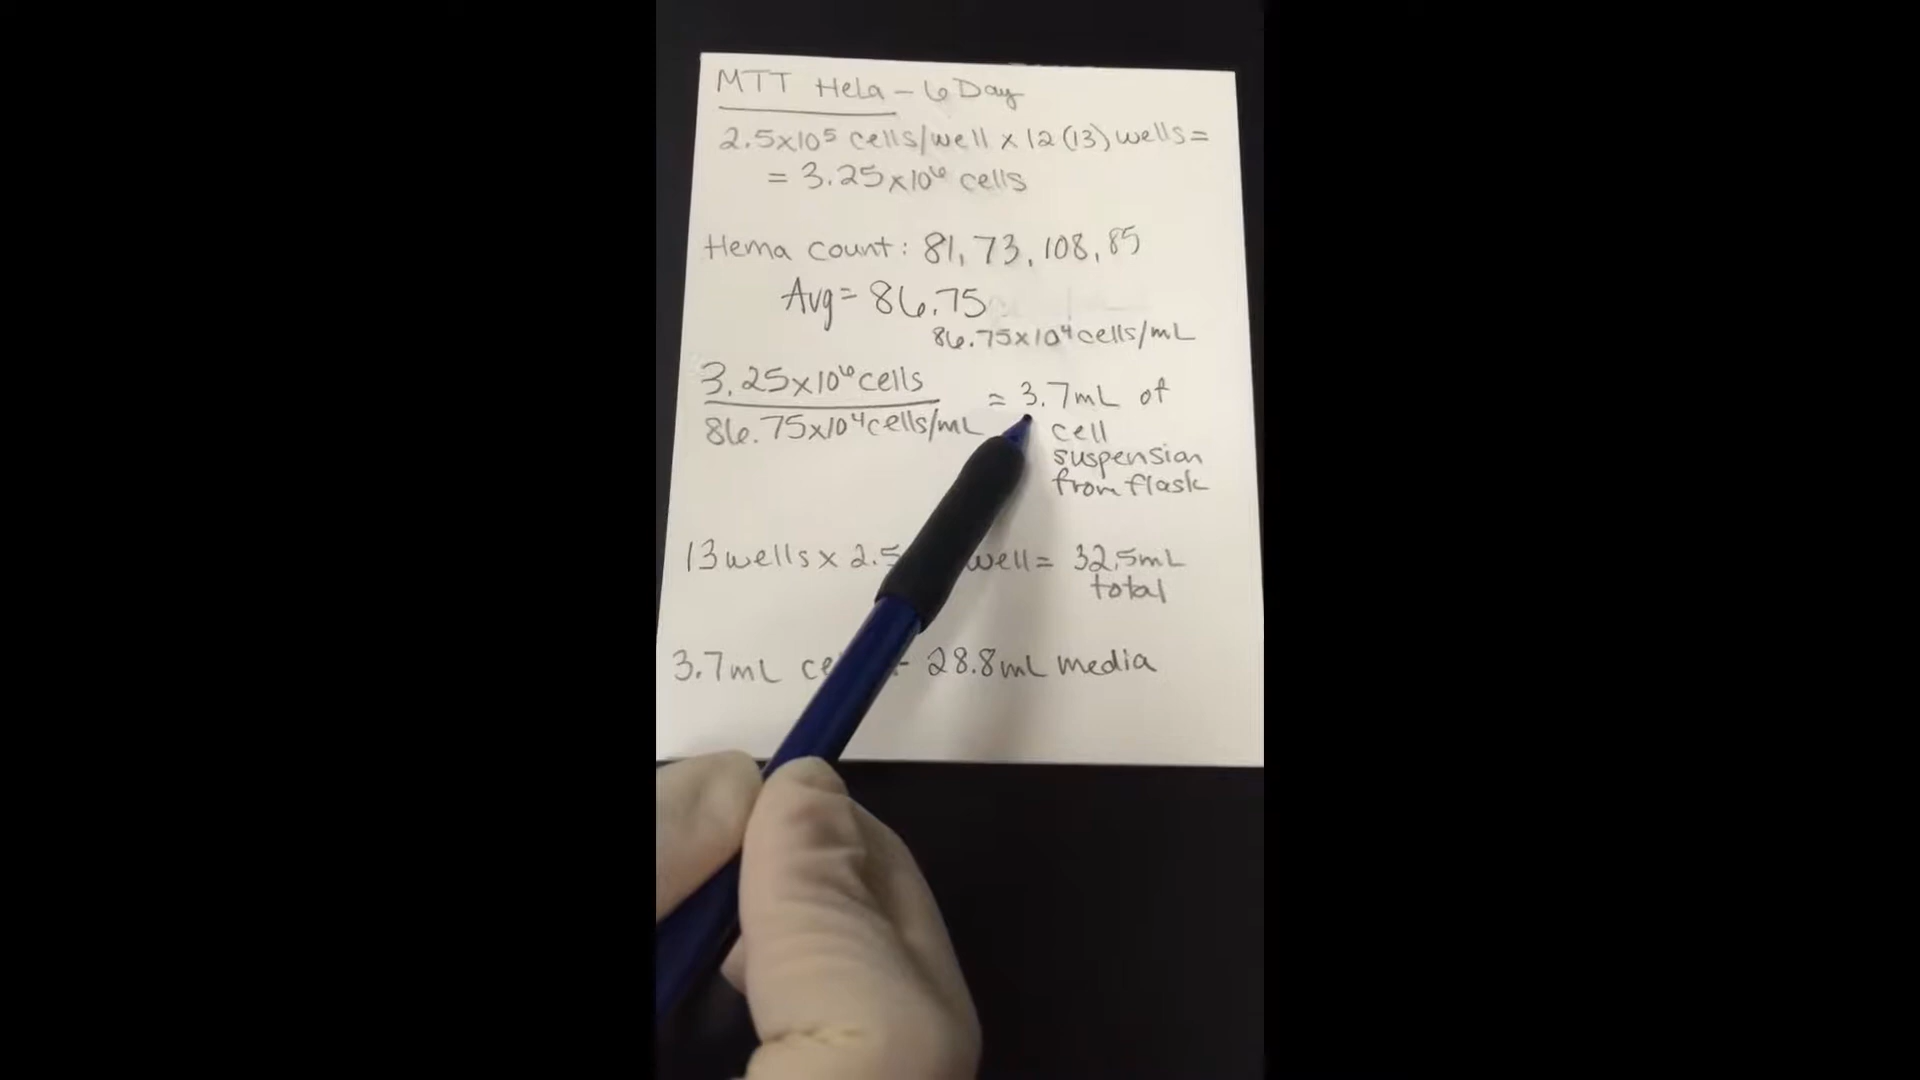 MTT HeLa – 6 Day
2.5x10⁵ cells/well x 12 (13) wells =
= 3.25x10⁶ cells
Hema count: 81, 73, 108, 85
Avg = 86.75
86.75x10⁴ cells/mL
3.25x10⁶ cells
86.75x10⁴ cells/mL
≈ 3.7mL of
cell
suspension
from flask
13 wells x 2.5 well = 32.5mL
total
3.7mL 28.8mL media